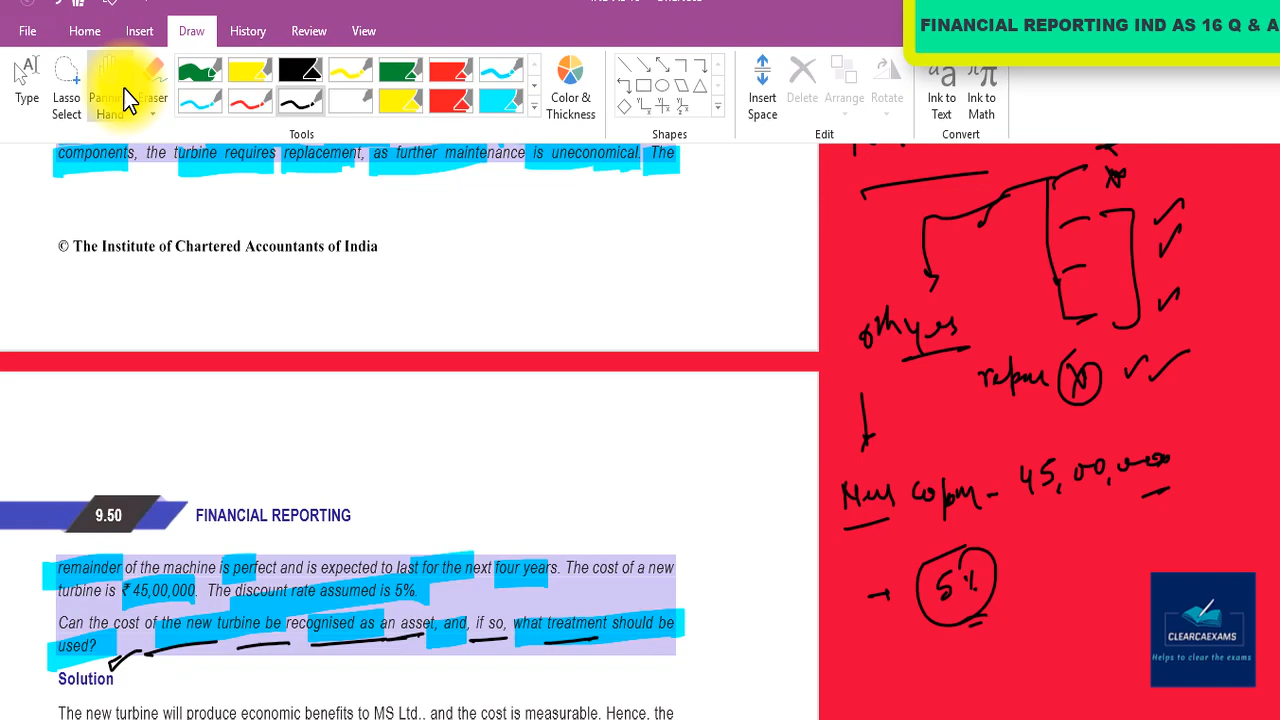 FINANCIAL REPORTING IND AS 16 Q & A
File Home Insert Draw History Review View
Type
Lasso Select
Panning Hand
Eraser
Color & Thickness
Insert Space
Delete
Arrange
Rotate
Ink to Text
Ink to Math
Tools
Shapes
Edit
Convert
components, the turbine requires replacement, as further maintenance is uneconomical. The
© The Institute of Chartered Accountants of India
9.50 FINANCIAL REPORTING
remainder of the machine is perfect and is expected to last for the next four years. The cost of a new
turbine is ₹ 45,00,000. The discount rate assumed is 5%.
Can the cost of the new turbine be recognised as an asset, and, if so, what treatment should be
used?
Solution
The new turbine will produce economic benefits to MS Ltd., and the cost is measurable. Hence, the
45,00,000
5%
CLEARCAEXAMS
Helps to clear the exams